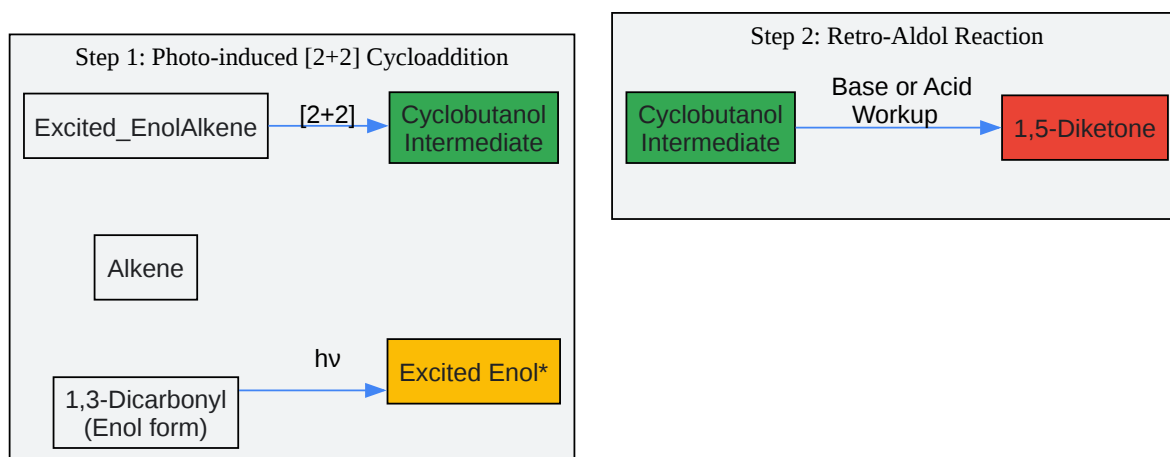 Step 1: Photo-induced [2+2] Cycloaddition
Excited_EnolAlkene
[2+2]
Cyclobutanol
Intermediate
Alkene
1,3-Dicarbonyl
(Enol form)
hν
Excited Enol*
Step 2: Retro-Aldol Reaction
Cyclobutanol
Intermediate
Base or Acid
Workup
1,5-Diketone